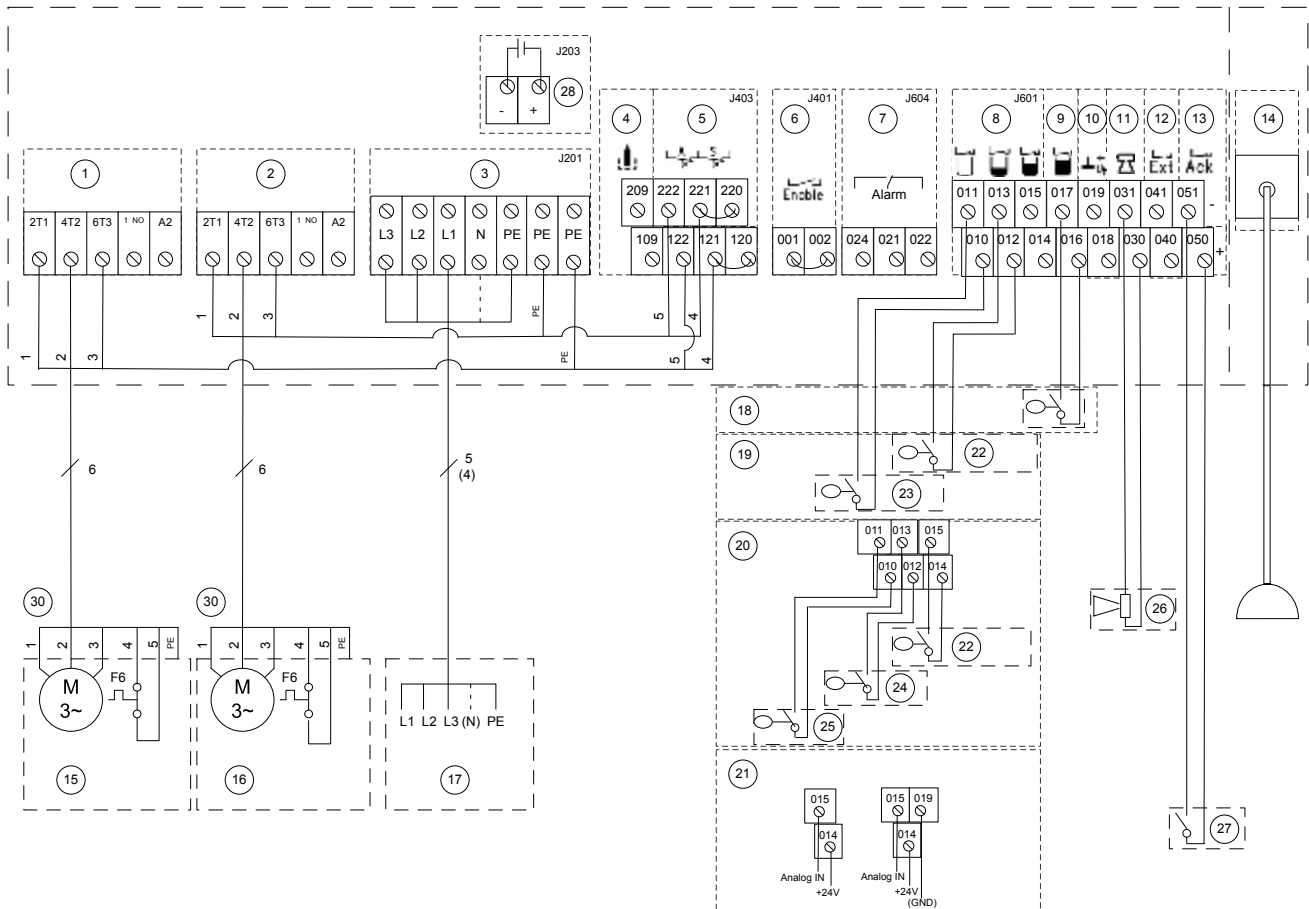 J203
28
- +
J403
J401
J604
J601
4 5 6 7 8 9 10 11 12 13 14
Enable
Alarm
Ext
Ack
1 2 3
J201
209 222 221 220
011 013 015 017 019 031 041 051 -
2T1 4T2 6T3 1 NO A2
2T1 4T2 6T3 1 NO A2
L3 L2 L1 N PE PE PE
109 122 121 120
001 002
024 021 022
010 012 014 016 018 030 040 050 +
1 2 3 PE 5 4
1 2 3 PE 5 4
18
19
22
6 6 5
(4)
23
20
011 013 015
010 012 014
30 30
26
1 2 3 4 5 PE
1 2 3 4 5 PE
22
M
3~
F6
M
3~
F6
24
25
L1 L2 L3 (N) PE
15 16 17
21
015
014
015 019
014
27
Analog IN
+24V
Analog IN
+24V
(GND)